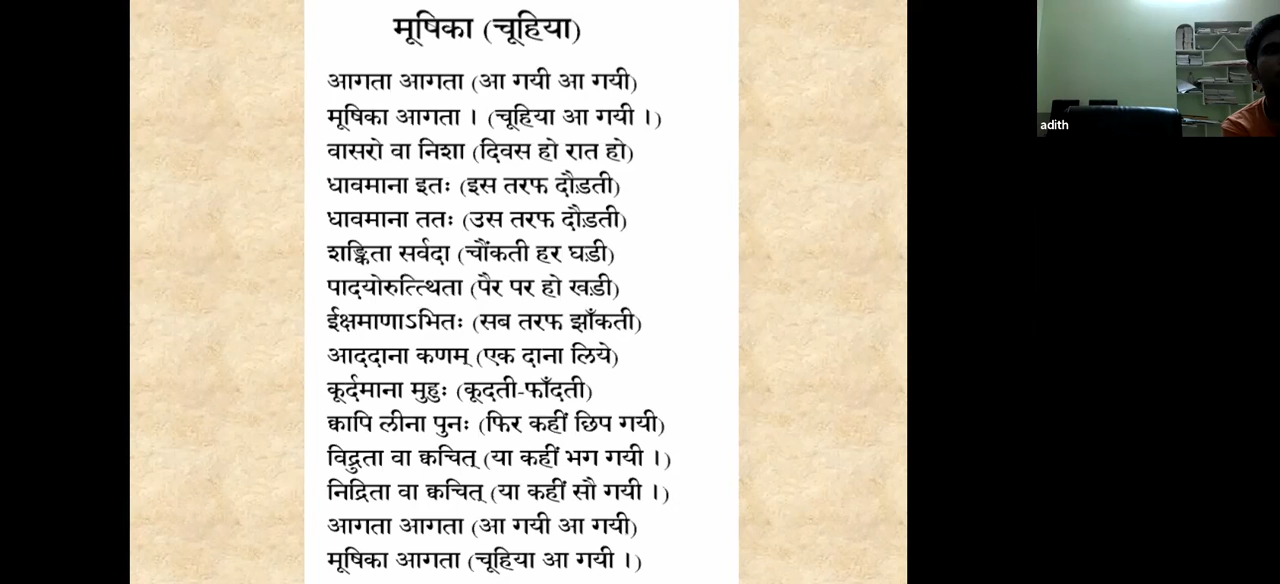 मूषिका (चूहिया)
आगता आगता (आ गयी आ गयी)
मूषिका आगता । (चूहिया आ गयी ।)
वासरो वा निशा (दिवस हो रात हो)
धावमाना इतः (इस तरफ दौड़ती)
धावमाना ततः (उस तरफ दौड़ती)
शङ्किता सर्वदा (चौंकती हर घड़ी)
पादयोरुत्त्थिता (पैर पर हो खड़ी)
ईक्षमाणाऽभितः (सब तरफ झाँकती)
आददाना कणम् (एक दाना लिये)
कूर्दमाना मुहुः (कूदती-फाँदती)
क्वापि लीना पुनः (फिर कहीं छिप गयी)
विद्रुता वा क्वचित् (या कहीं भग गयी ।)
निद्रिता वा क्वचित् (या कहीं सौ गयी ।)
आगता आगता (आ गयी आ गयी)
मूषिका आगता (चूहिया आ गयी ।)
adith